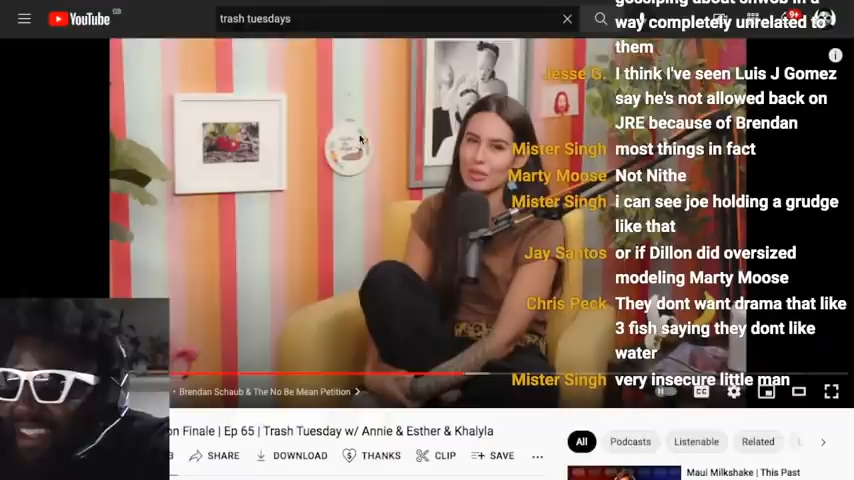 YouTube GB
trash tuesdays
9+
gossiping about shwob in a
way completely unrelated to
them
Jesse G. I think I've seen Luis J Gomez
say he's not allowed back on
JRE because of Brendan
Mister Singh most things in fact
Marty Moose Not Nithe
Mister Singh i can see joe holding a grudge
like that
Jay Santos or if Dillon did oversized
modeling Marty Moose
Chris Peck They dont want drama that like
3 fish saying they dont like
water
Mister Singh very insecure little man
• Brendan Schaub & The No Be Mean Petition
on Finale | Ep 65 | Trash Tuesday w/ Annie & Esther & Khalyla
3 SHARE DOWNLOAD THANKS CLIP SAVE ...
All Podcasts Listenable Related L
Maui Milkshake | This Past